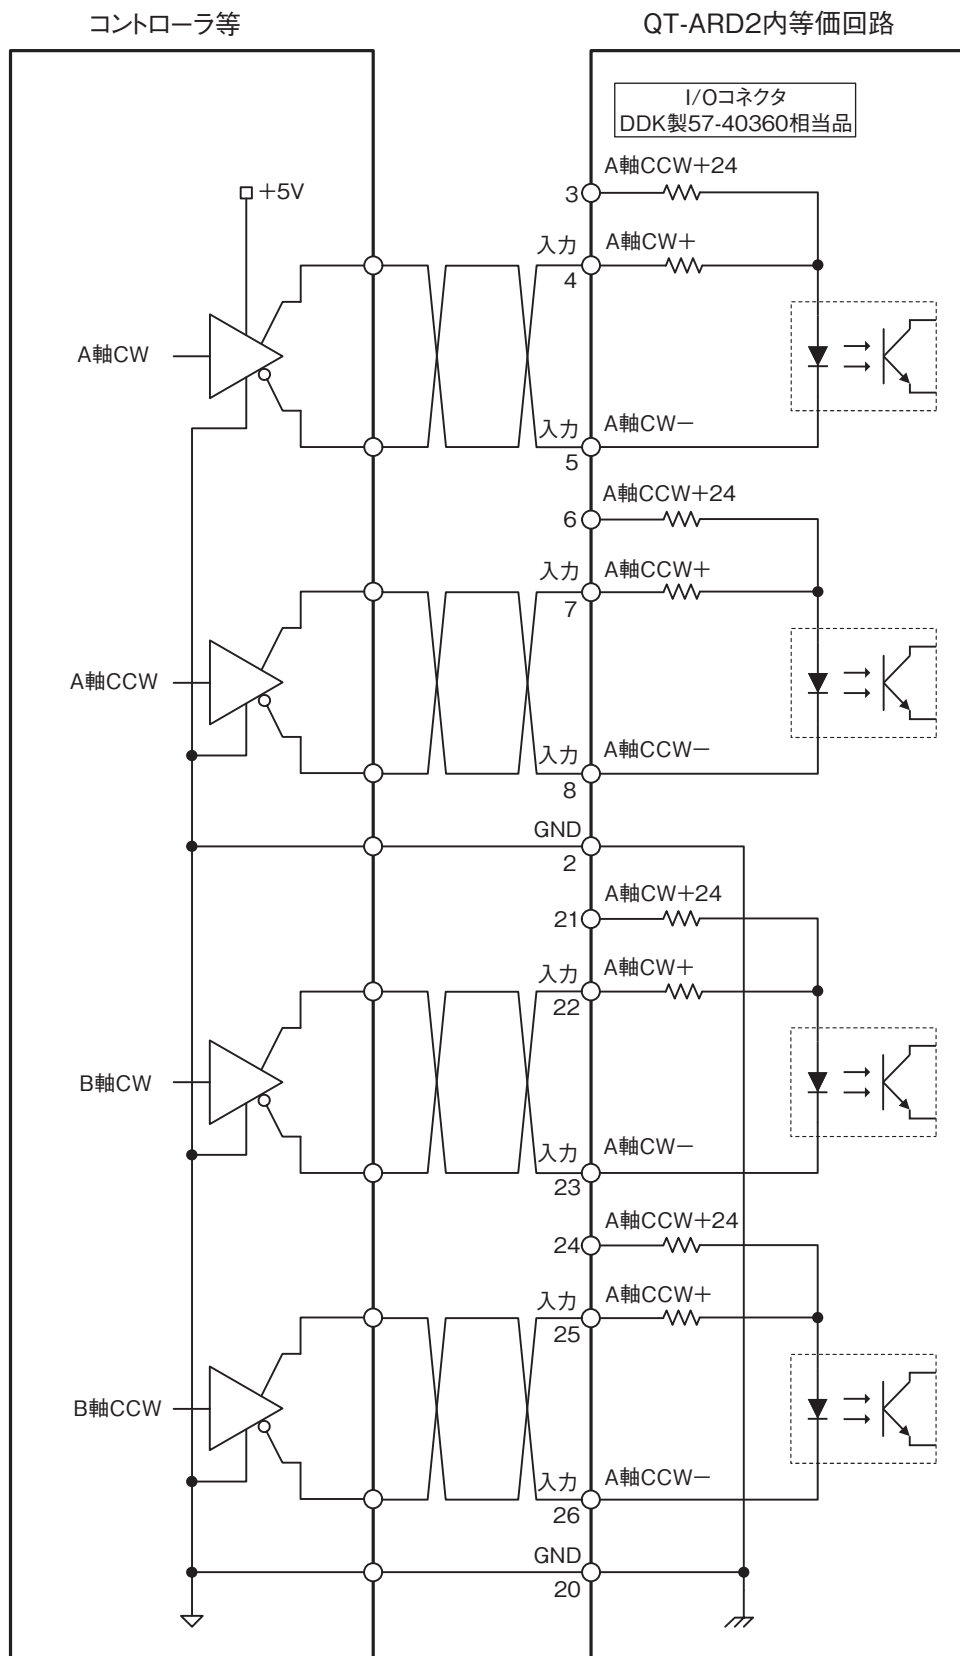 コントローラ等
QT-ARD2内等価回路
I/Oコネクタ
DDK製57-40360相当品
A軸CCW+24
3
+5V
入力
A軸CW+
4
A軸CW
入力
A軸CW−
5
A軸CCW+24
6
入力
A軸CCW+
7
A軸CCW
入力
A軸CCW−
8
GND
2
A軸CW+24
21
入力
A軸CW+
22
B軸CW
入力
A軸CW−
23
A軸CCW+24
24
入力
A軸CCW+
25
B軸CCW
入力
A軸CCW−
26
GND
20